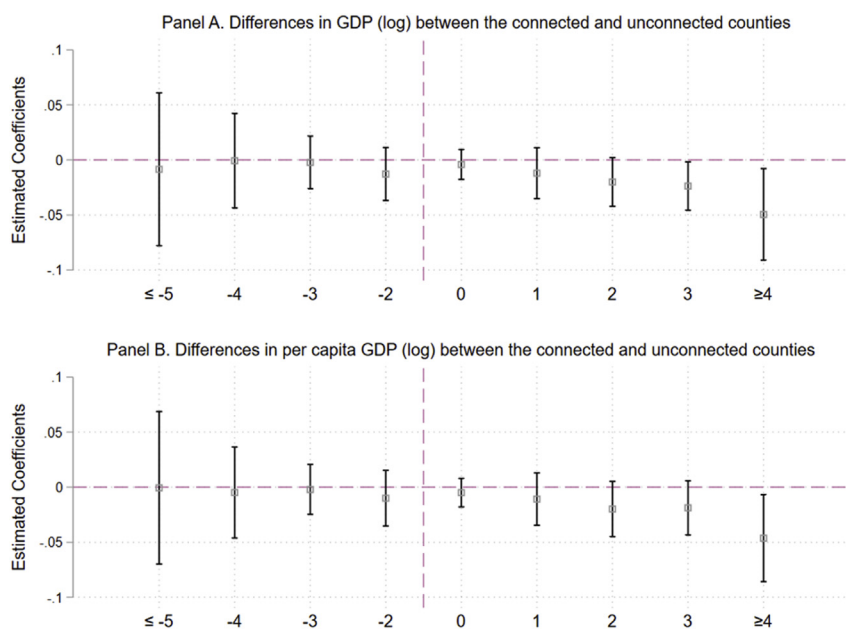 Panel A. Differences in GDP (log) between the connected and unconnected counties
Estimated Coefficients
.1
.05
0
-.05
-.1
≤ -5 -4 -3 -2 0 1 2 3 ≥4
Panel B. Differences in per capita GDP (log) between the connected and unconnected counties
Estimated Coefficients
.1
.05
0
-.05
-.1
≤ -5 -4 -3 -2 0 1 2 3 ≥4